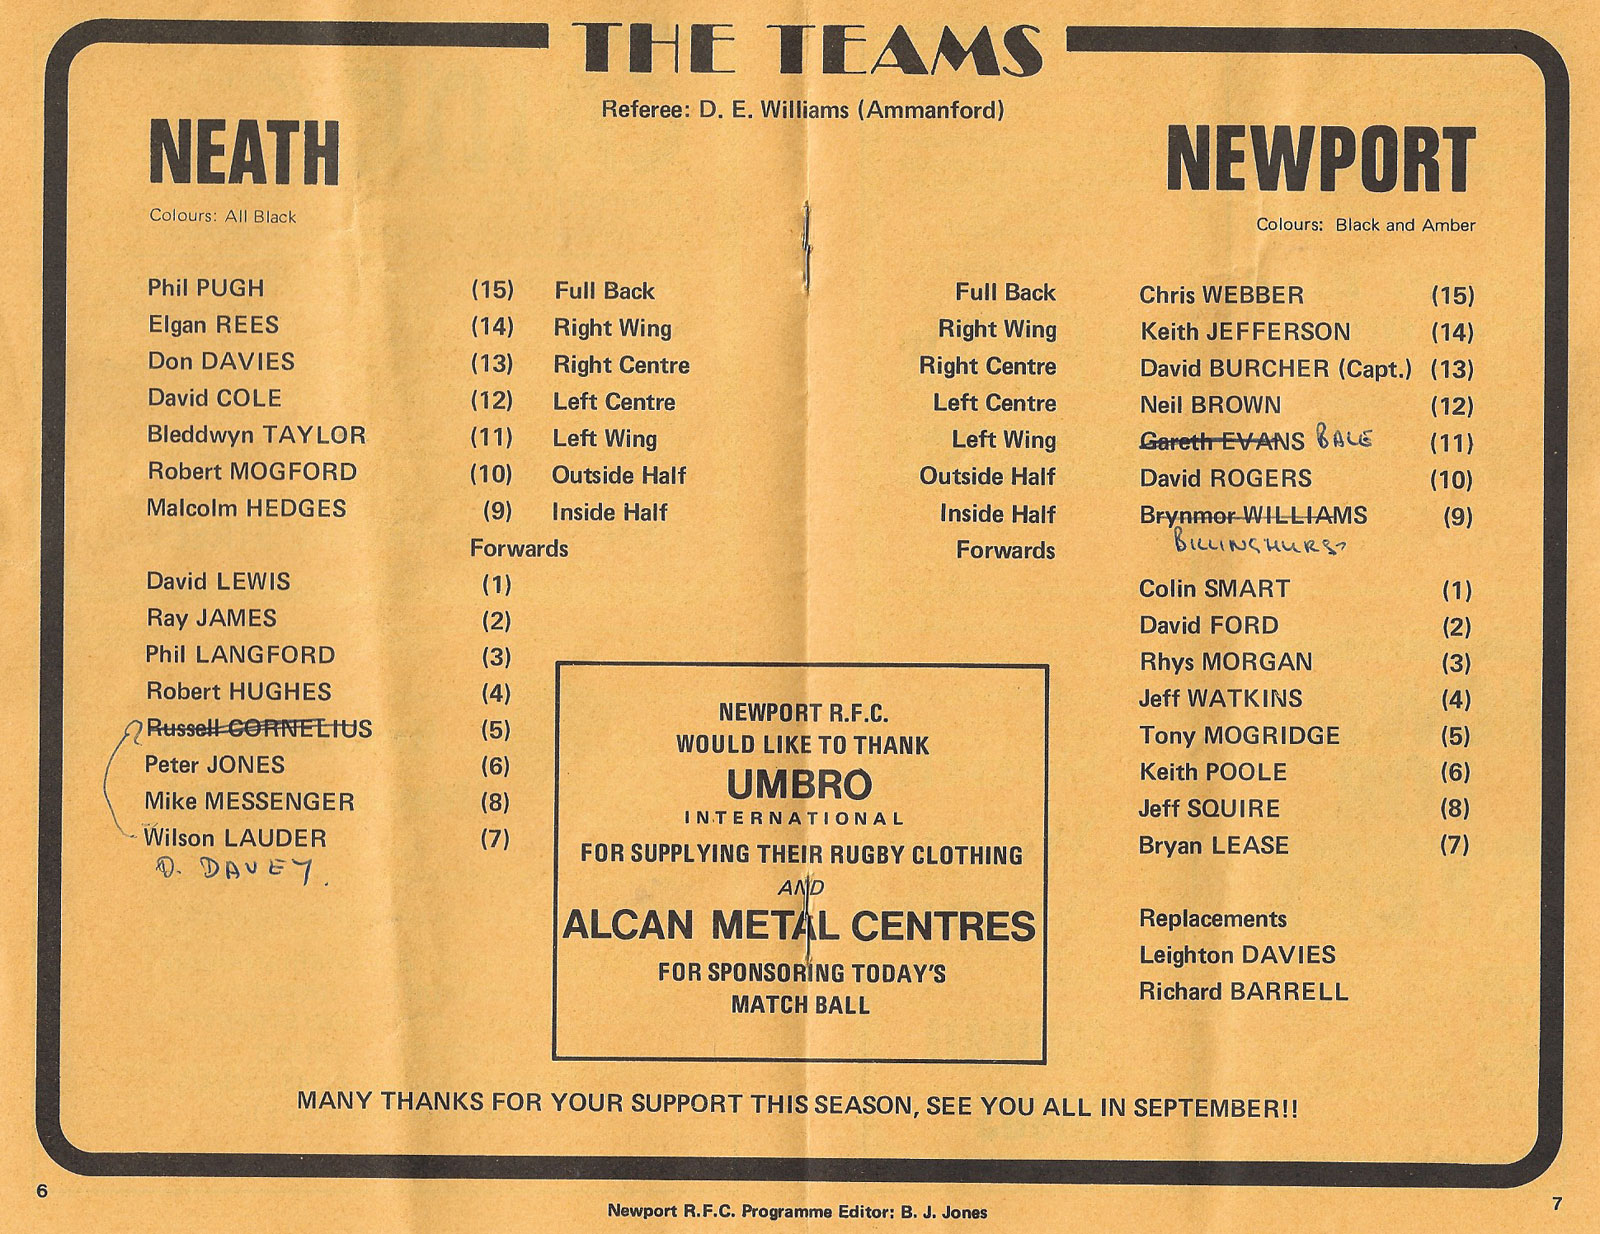 THE TEAMS
Referee: D. E. Williams (Ammanford)
NEATH
Colours: All Black
Phil PUGH (15) Full Back
Elgan REES (14) Right Wing
Don DAVIES (13) Right Centre
David COLE (12) Left Centre
Bleddwyn TAYLOR (11) Left Wing
Robert MOGFORD (10) Outside Half
Malcolm HEDGES (9) Inside Half
Forwards
David LEWIS (1)
Ray JAMES (2)
Phil LANGFORD (3)
Robert HUGHES (4)
Russell CORNELIUS (5)
Peter JONES (6)
Mike MESSENGER (8)
Wilson LAUDER (7)
D. DAVEY.
NEWPORT
Colours: Black and Amber
Full Back Chris WEBBER (15)
Right Wing Keith JEFFERSON (14)
Right Centre David BURCHER (Capt.) (13)
Left Centre Neil BROWN (12)
Left Wing Gareth EVANS BALE (11)
Outside Half David ROGERS (10)
Inside Half Brynmor WILLIAMS (9)
BILLINGHURST
Forwards
Colin SMART (1)
David FORD (2)
Rhys MORGAN (3)
Jeff WATKINS (4)
Tony MOGRIDGE (5)
Keith POOLE (6)
Jeff SQUIRE (8)
Bryan LEASE (7)
Replacements
Leighton DAVIES
Richard BARRELL
NEWPORT R.F.C.
WOULD LIKE TO THANK
UMBRO
INTERNATIONAL
FOR SUPPLYING THEIR RUGBY CLOTHING
AND
ALCAN METAL CENTRES
FOR SPONSORING TODAY'S
MATCH BALL
MANY THANKS FOR YOUR SUPPORT THIS SEASON, SEE YOU ALL IN SEPTEMBER!!
6
Newport R.F.C. Programme Editor: B. J. Jones
7